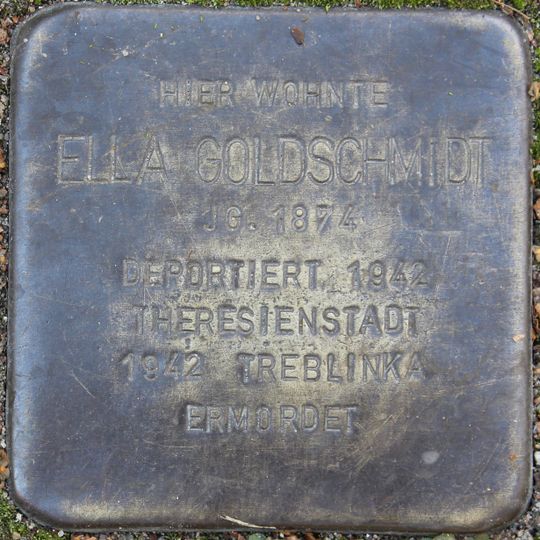 HIER WOHNTE
ELLA GOLDSCHMIDT
JG. 1874
DEPORTIERT 1942
THERESIENSTADT
1942 TREBLINKA
ERMORDET